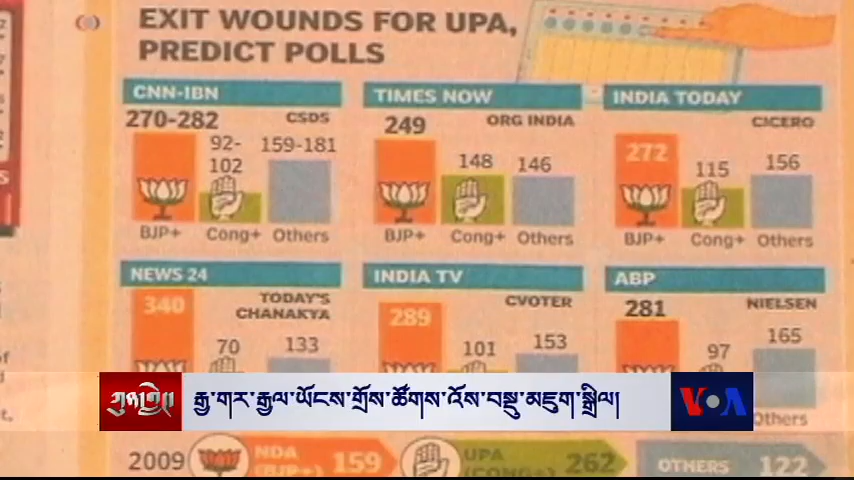 EXIT WOUNDS FOR UPA,
PREDICT POLLS
CNN-IBN
CSDS
270-282
92-
102
159-181
BJP+ Cong+ Others
TIMES NOW
ORG INDIA
249
148
146
BJP+ Cong+ Others
INDIA TODAY
CICERO
272
115
156
BJP+ Cong+ Others
NEWS 24
TODAY'S
CHANAKYA
340
70
133
INDIA TV
CVOTER
289
101
153
ABP
NIELSEN
281
97
165
Others
རྒྱ་གར་རྒྱལ་ཡོངས་གྲོས་ཚོགས་འོས་བསྡུ་མཇུག་སྒྲིལ།
VOA
2009
NDA
(BJP+)
159
UPA
(CONG+)
262
OTHERS
122